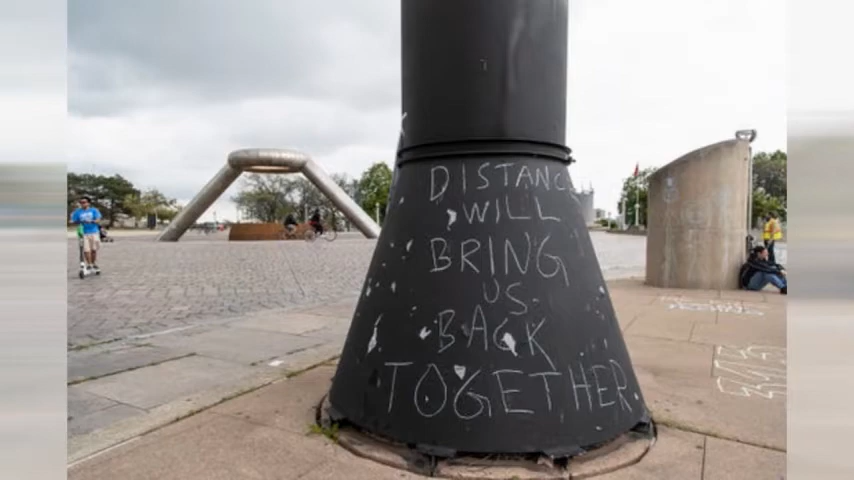 DISTANCE
WILL
BRING
US
BACK
TOGETHER